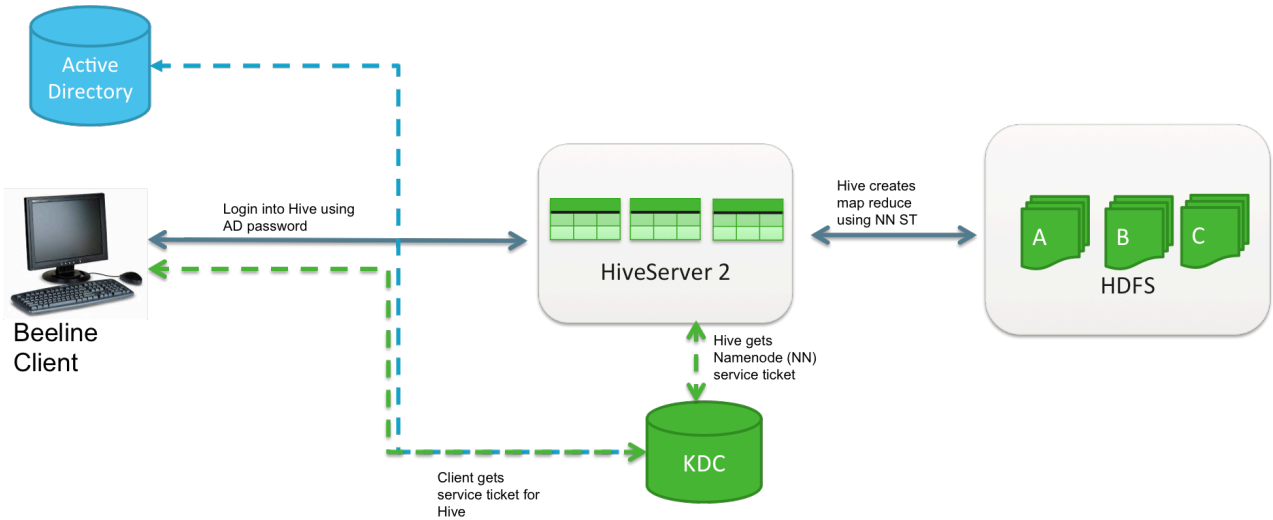 Active
Directory
Login into Hive using
AD password
Beeline
Client
HiveServer 2
Hive creates
map reduce
using NN ST
A
B
C
HDFS
Hive gets
Namenode (NN)
service ticket
KDC
Client gets
service ticket for
Hive